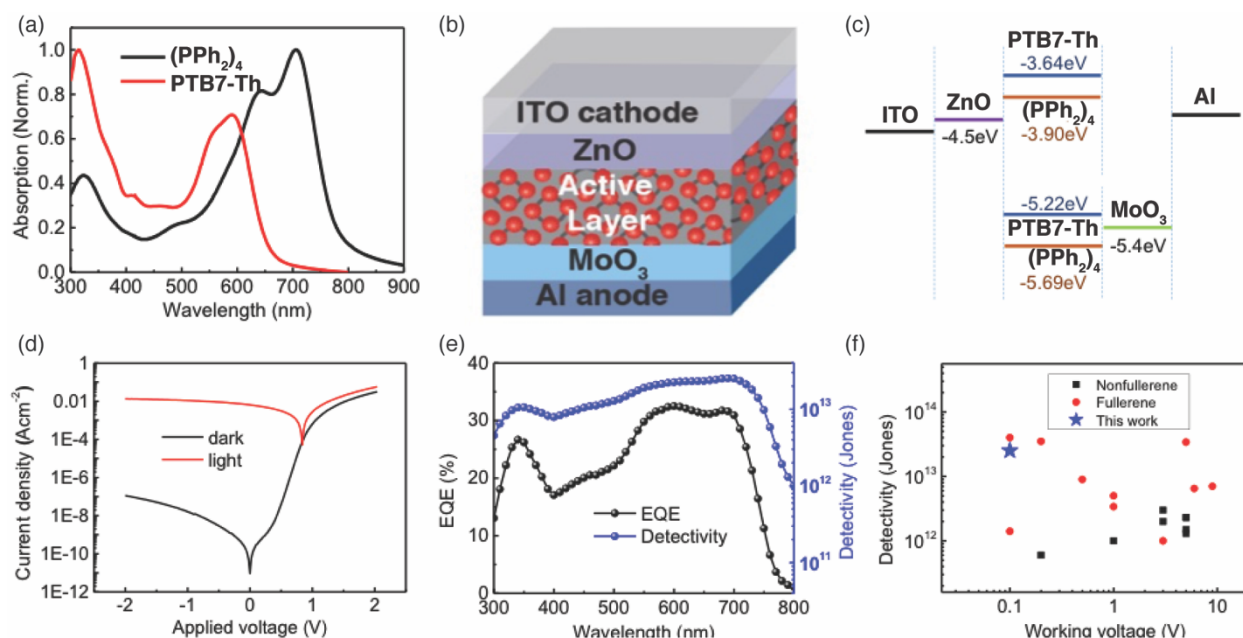 (a)
(PPh2)4
PTB7-Th
Absorption (Norm.)
1.0
0.8
0.6
0.4
0.2
0.0
300 400 500 600 700 800 900
Wavelength (nm)
(b)
ITO cathode
ZnO
Active
Layer
MoO3
Al anode
(c)
PTB7-Th
-3.64eV
ITO
ZnO
-4.5eV
(PPh2)4
-3.90eV
Al
-5.22eV
PTB7-Th
(PPh2)4
-5.69eV
MoO3
-5.4eV
(d)
Current density (Acm-2)
1
0.01
1E-4
1E-6
1E-8
1E-10
1E-12
dark
light
-2 -1 0 1 2
Applied voltage (V)
(e)
EQE (%)
40
30
20
10
0
EQE
Detectivity
10^13
10^12
10^11
Detectivity (Jones)
300 400 500 600 700 800
Wavelength (nm)
(f)
Nonfullerene
Fullerene
This work
Detectivity (Jones)
10^14
10^13
10^12
0.1 1 10
Working voltage (V)